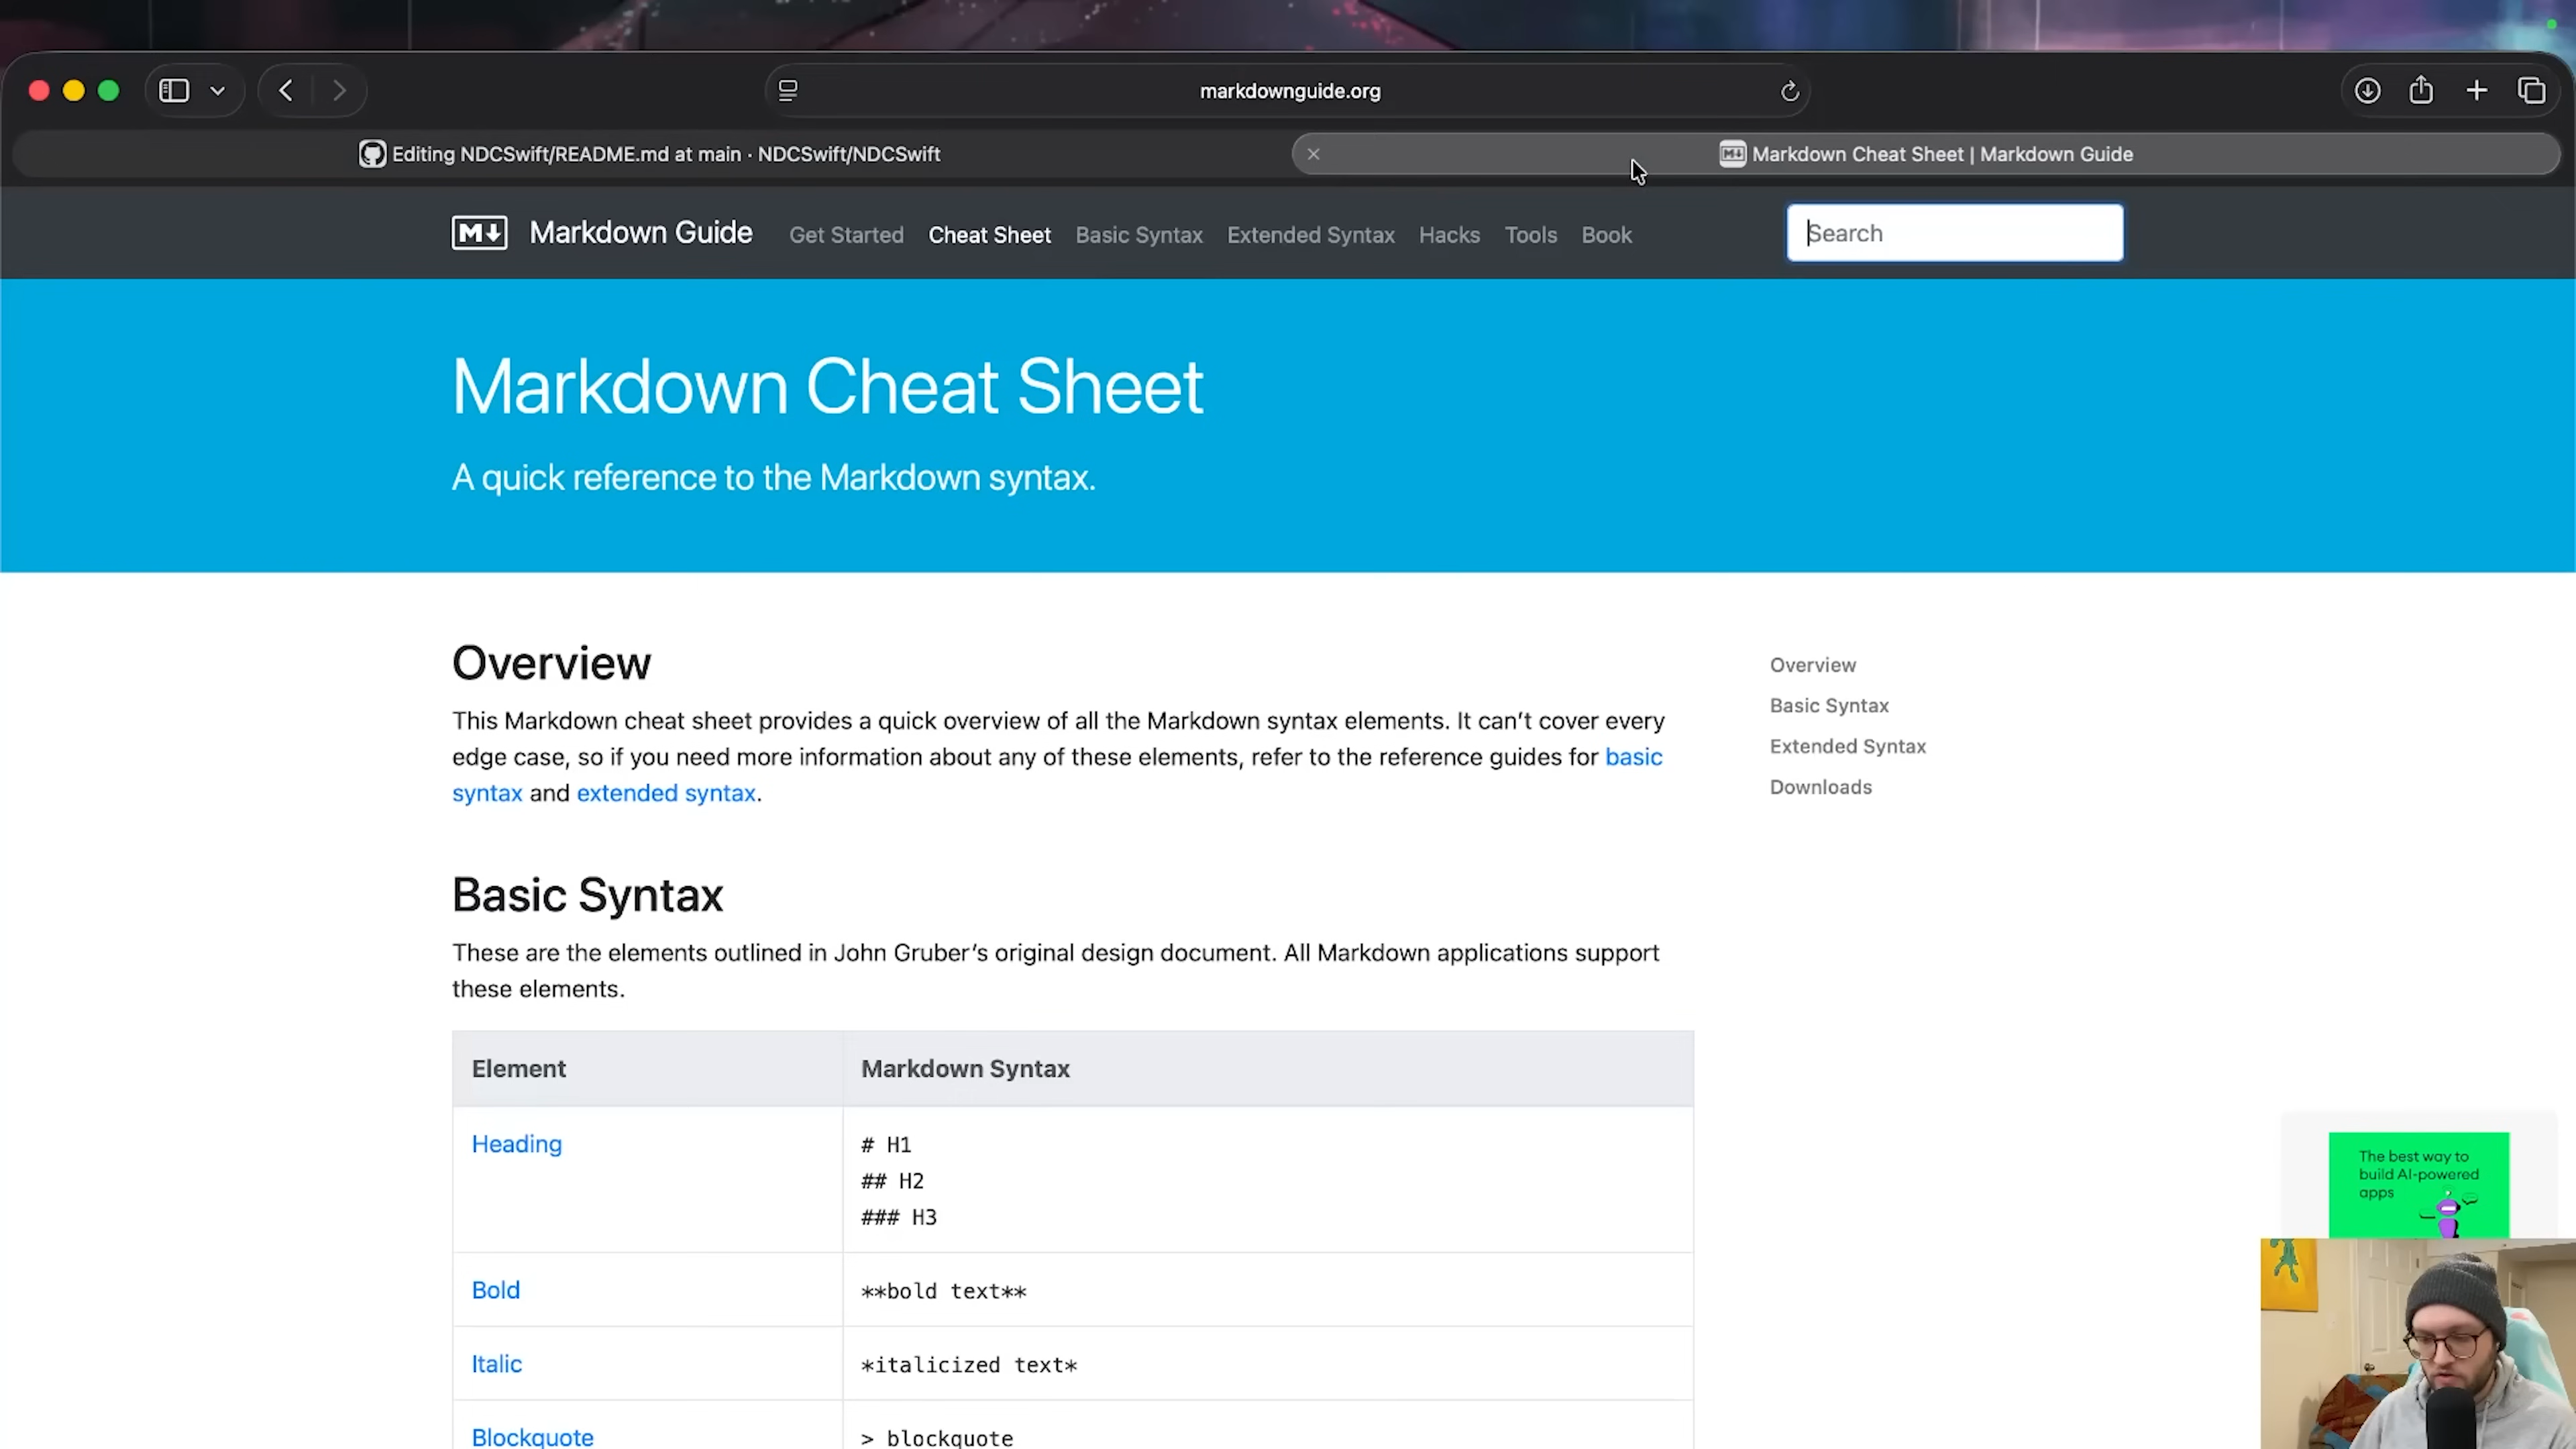 markdownguide.org
Editing NDCSwift/README.md at main · NDCSwift/NDCSwift
Markdown Cheat Sheet | Markdown Guide
Markdown Guide
Get Started
Cheat Sheet
Basic Syntax
Extended Syntax
Hacks
Tools
Book
Search
Markdown Cheat Sheet
A quick reference to the Markdown syntax.
Overview
This Markdown cheat sheet provides a quick overview of all the Markdown syntax elements. It can’t cover every
edge case, so if you need more information about any of these elements, refer to the reference guides for basic
syntax and extended syntax.
Overview
Basic Syntax
Extended Syntax
Downloads
Basic Syntax
These are the elements outlined in John Gruber’s original design document. All Markdown applications support
these elements.
Element
Markdown Syntax
Heading
# H1
## H2
### H3
Bold
**bold text**
Italic
*italicized text*
Blockquote
> blockquote
The best way to
build AI-powered
apps